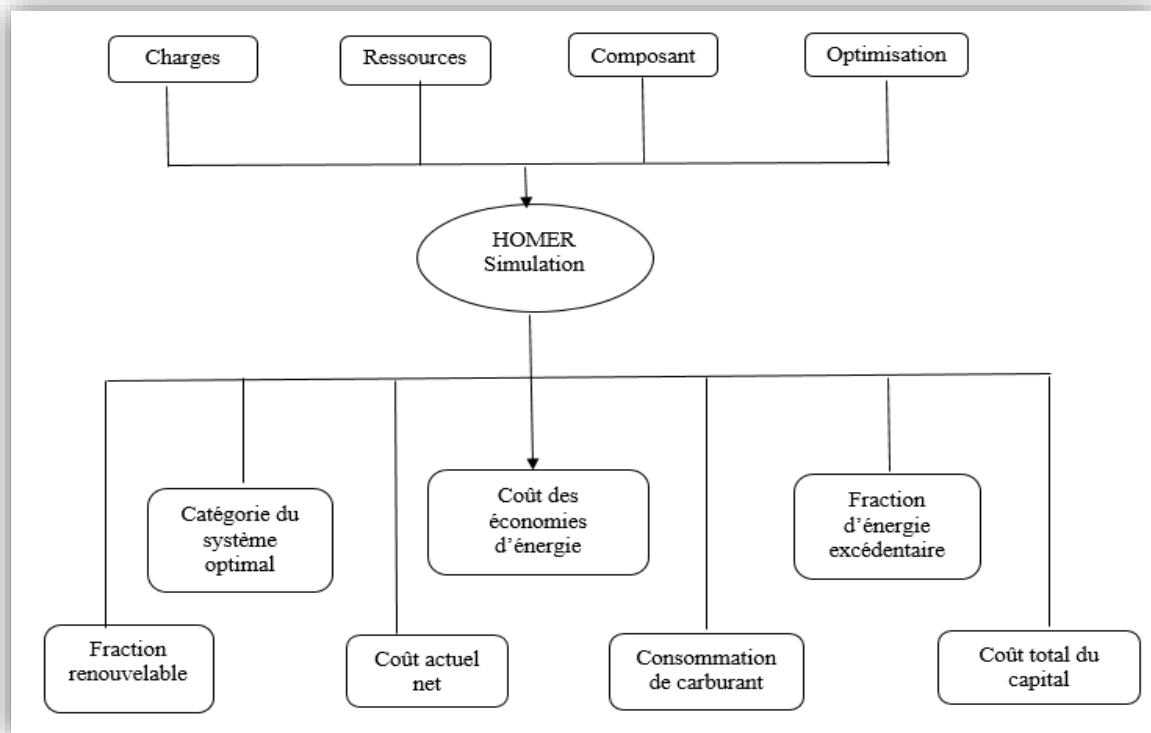 Charges
Ressources
Composant
Optimisation
HOMER
Simulation
Catégorie du
système
optimal
Coût des
économies
d'énergie
Fraction
d'énergie
excédentaire
Fraction
renouvelable
Coût actuel
net
Consommation
de carburant
Coût total du
capital